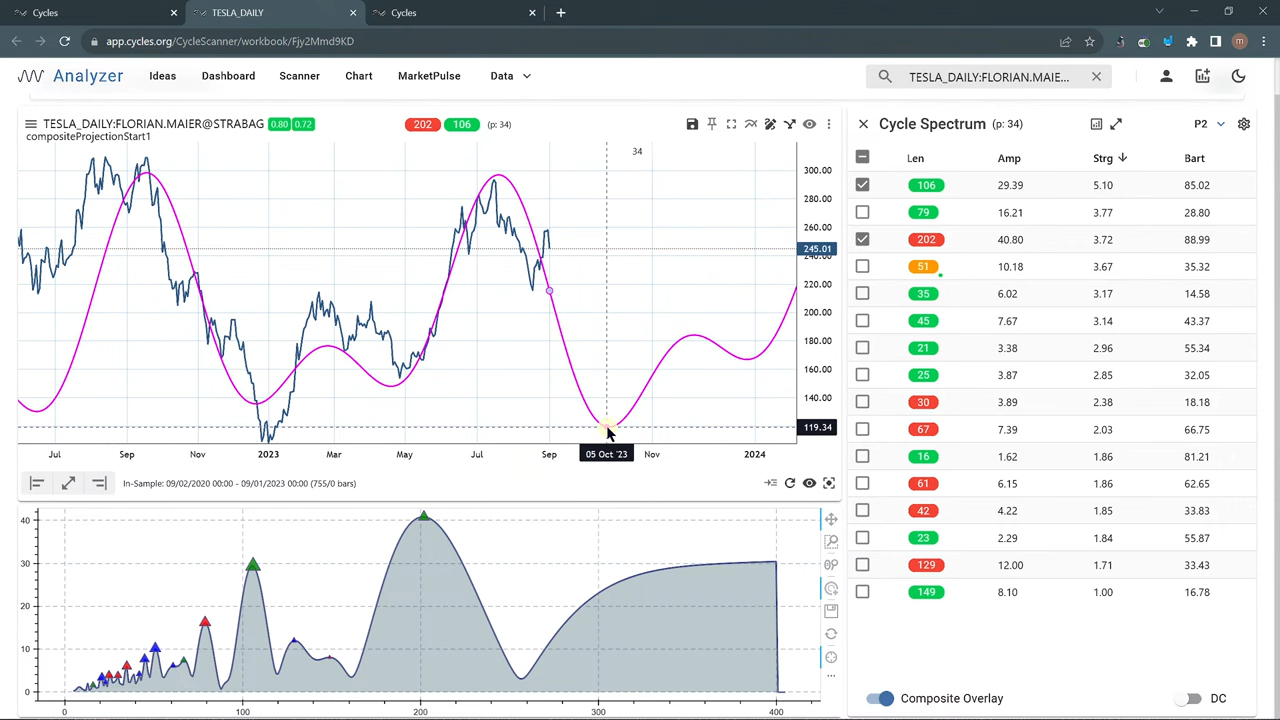 Cycles
TESLA_DAILY
Cycles
app.cycles.org/CycleScanner/workbook/Fjy2Mmd9KD
m
Analyzer Ideas Dashboard Scanner Chart MarketPulse Data TESLA_DAILY:FLORIAN.MAIE...
TESLA_DAILY:FLORIAN.MAIER@STRABAG 0.80 0.72 202 106 (p: 34)
compositeProjectionStart1
34
300.00
280.00
260.00
245.01
240.00
220.00
200.00
180.00
160.00
140.00
119.34
Jul Sep Nov 2023 Mar May Jul Sep 05 Oct '23 Nov 2024
In-Sample: 09/02/2020 00:00 - 09/01/2023 00:00 (755/0 bars)
40
30
20
10
0
0 100 200 300 400
Cycle Spectrum (p: 34) P2
Len Amp Strg Bart
106 29.39 5.10 85.02
79 16.21 3.77 28.80
202 40.80 3.72 88.99
51 10.18 3.67 35.32
35 6.02 3.17 14.58
45 7.67 3.14 43.37
21 3.38 2.96 55.34
25 3.87 2.85 35.05
30 3.89 2.38 18.18
67 7.39 2.03 66.75
16 1.62 1.86 81.21
61 6.15 1.86 62.65
42 4.22 1.85 33.83
23 2.29 1.84 55.87
129 12.00 1.71 33.43
149 8.10 1.00 16.78
Composite Overlay DC